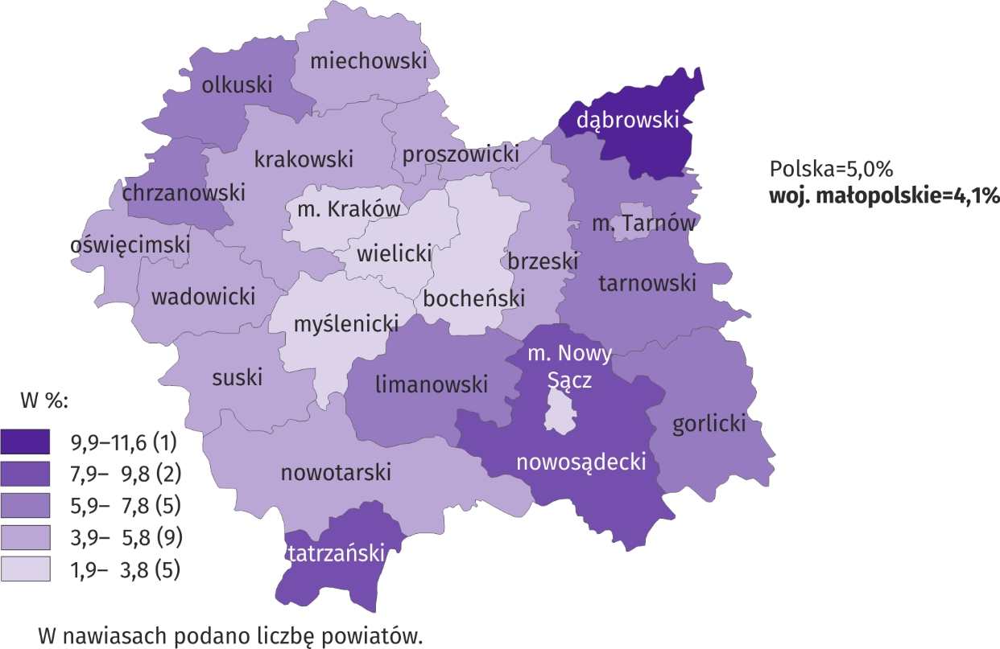 miechowski
olkuski
dąbrowski
krakowski
proszowicki
Polska=5,0%
woj. małopolskie=4,1%
chrzanowski
m. Kraków
m. Tarnów
oświęcimski
wielicki
brzeski
tarnowski
wadowicki
bocheński
myślenicki
m. Nowy
Sącz
suski
limanowski
gorlicki
nowosądecki
nowotarski
tatrzański
W %:
9,9–11,6 (1)
7,9– 9,8 (2)
5,9– 7,8 (5)
3,9– 5,8 (9)
1,9– 3,8 (5)
W nawiasach podano liczbę powiatów.